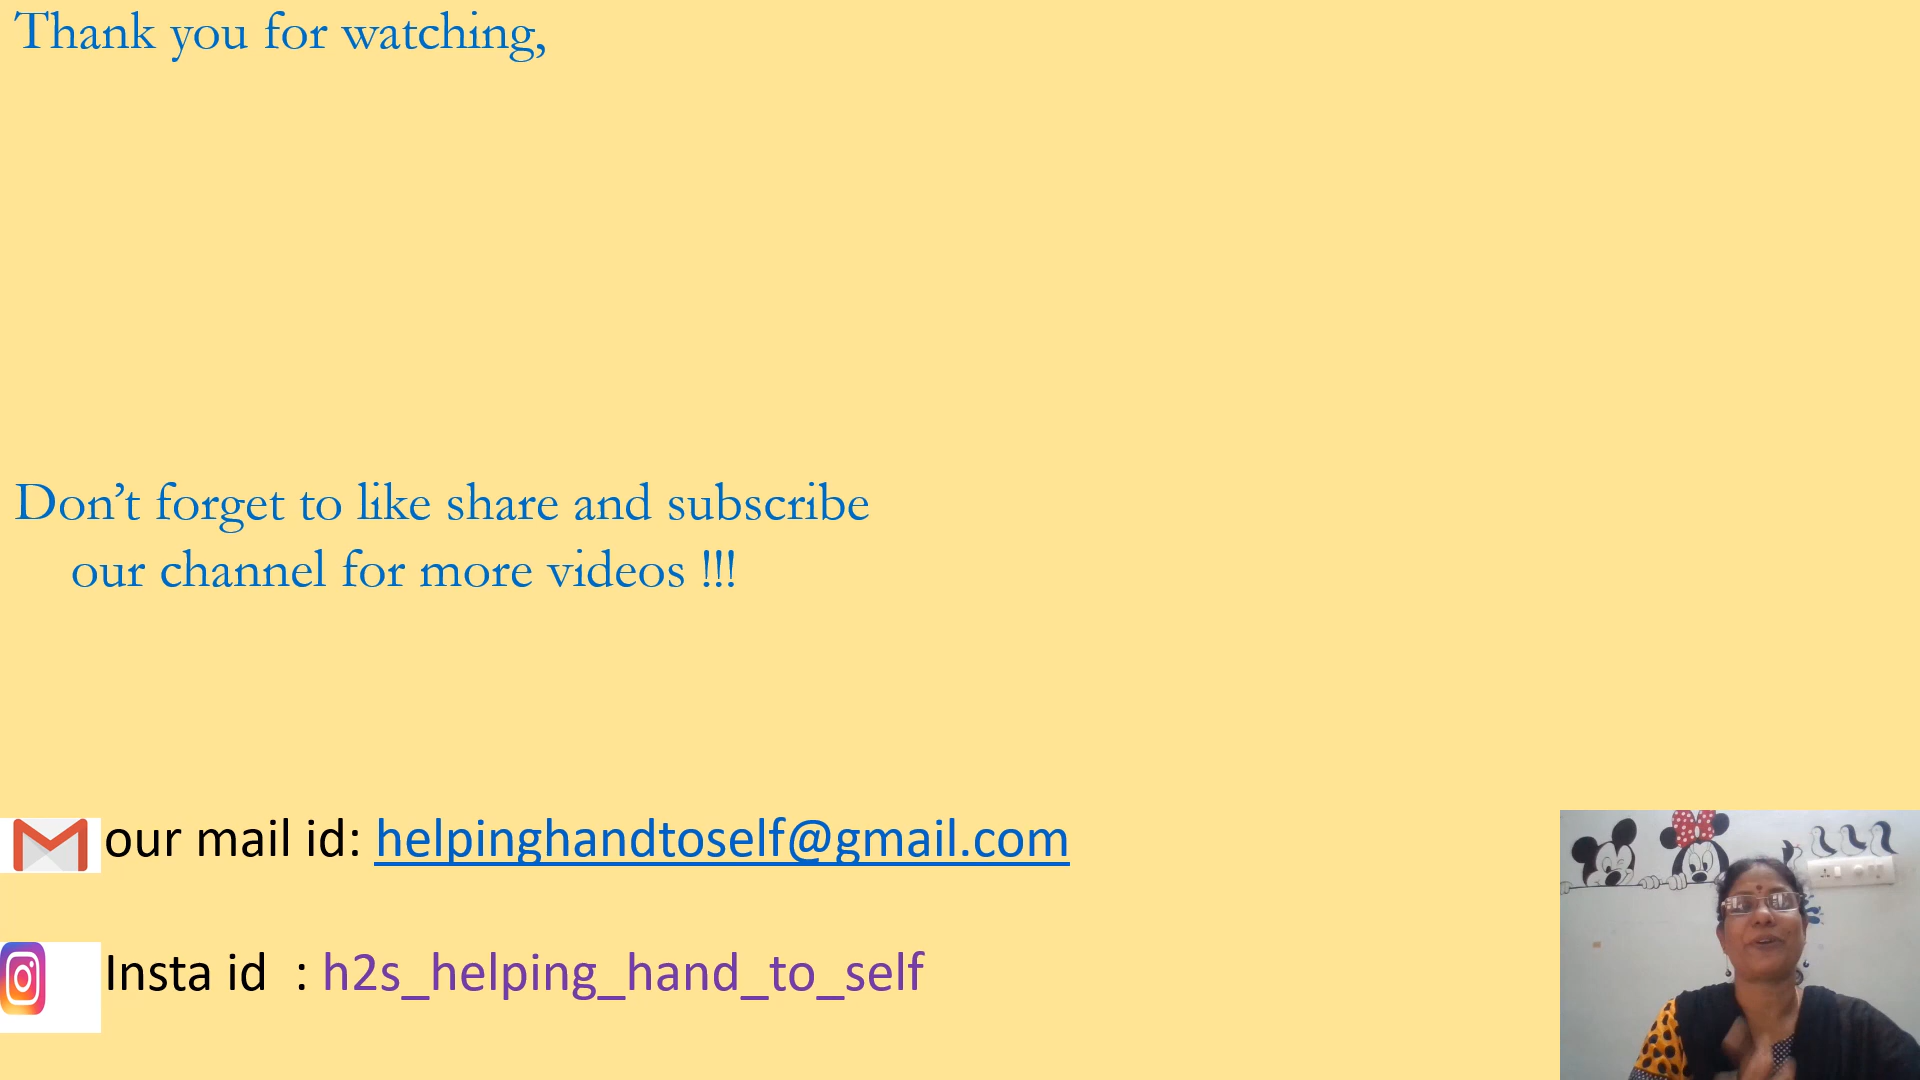 Thank you for watching,
Don’t forget to like share and subscribe
our channel for more videos !!!
our mail id: helpinghandtoself@gmail.com
Insta id  : h2s_helping_hand_to_self